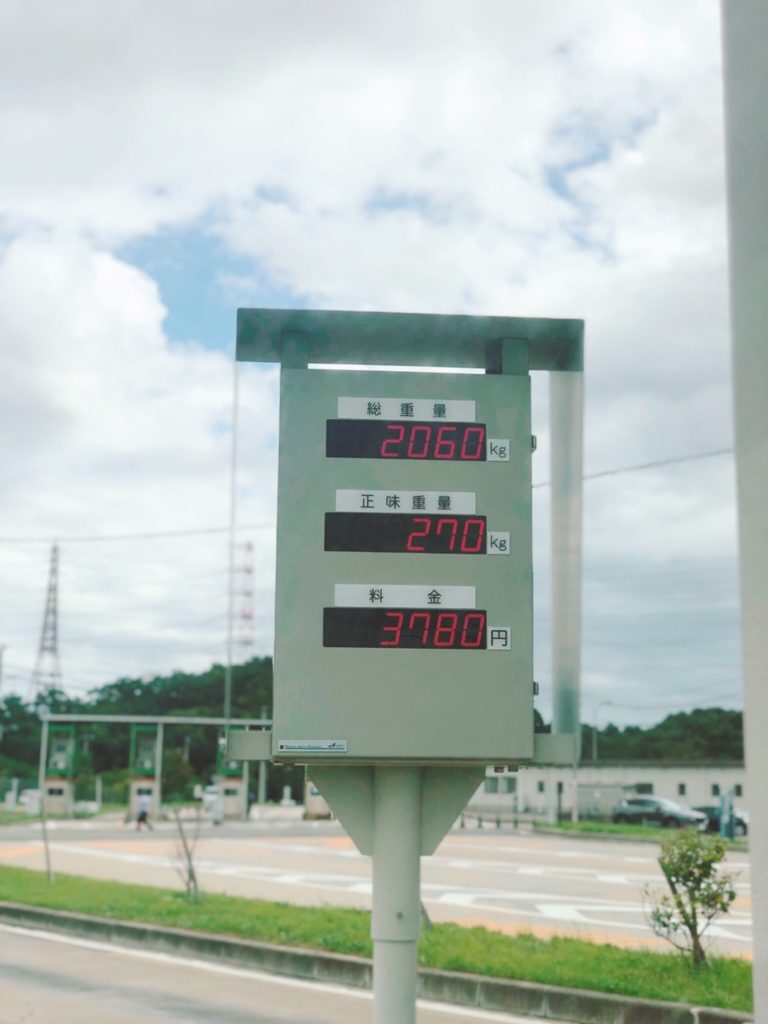 総重量
2060 kg
正味重量
270 kg
料金
3780 円